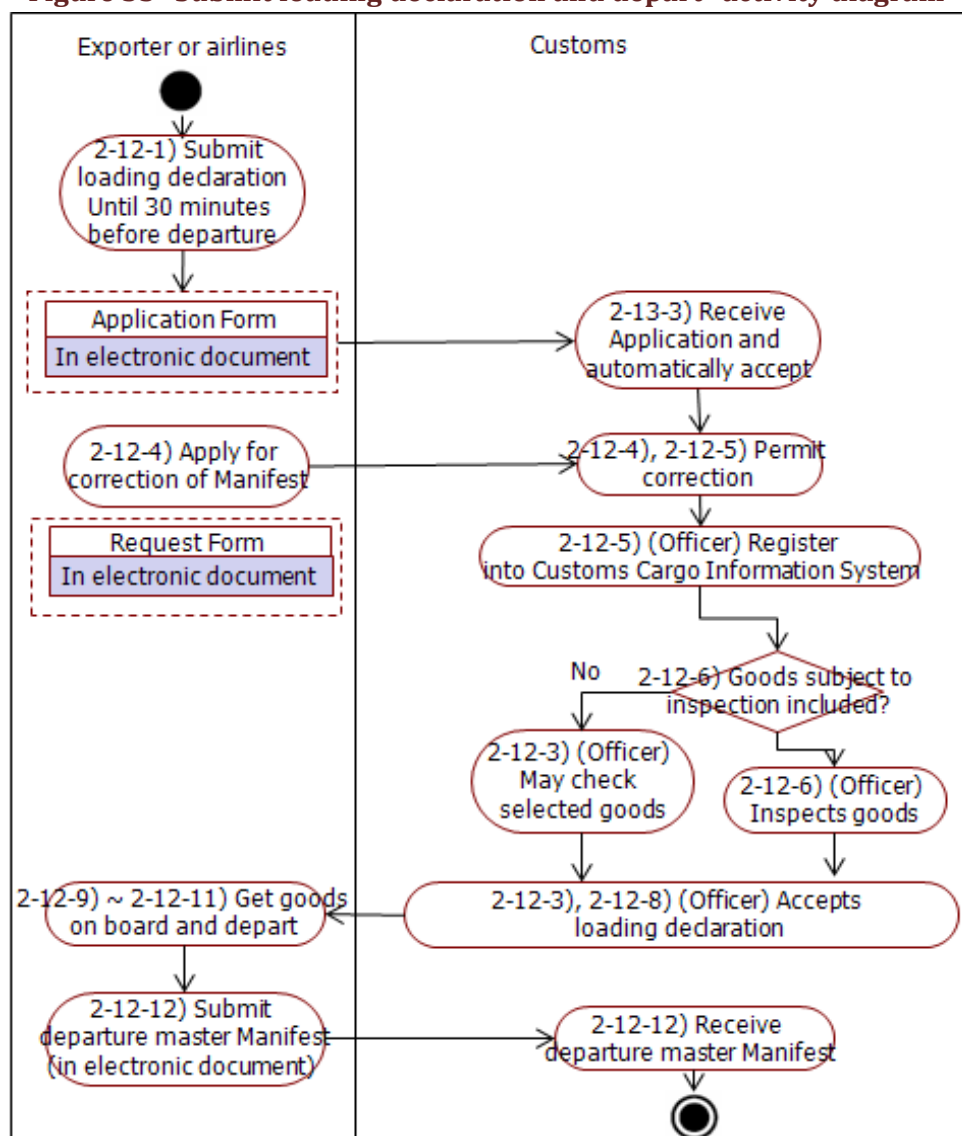 Exporter or airlines
Customs
2-12-1) Submit
loading declaration
Until 30 minutes
before departure
Application Form
In electronic document
2-13-3) Receive
Application and
automatically accept
2-12-4) Apply for
correction of Manifest
2-12-4), 2-12-5) Permit
correction
Request Form
In electronic document
2-12-5) (Officer) Register
into Customs Cargo Information System
No
2-12-6) Goods subject to
inspection included?
2-12-3) (Officer)
May check
selected goods
2-12-6) (Officer)
Inspects goods
2-12-9) ~ 2-12-11) Get goods
on board and depart
2-12-3), 2-12-8) (Officer) Accepts
loading declaration
2-12-12) Submit
departure master Manifest
(in electronic document)
2-12-12) Receive
departure master Manifest